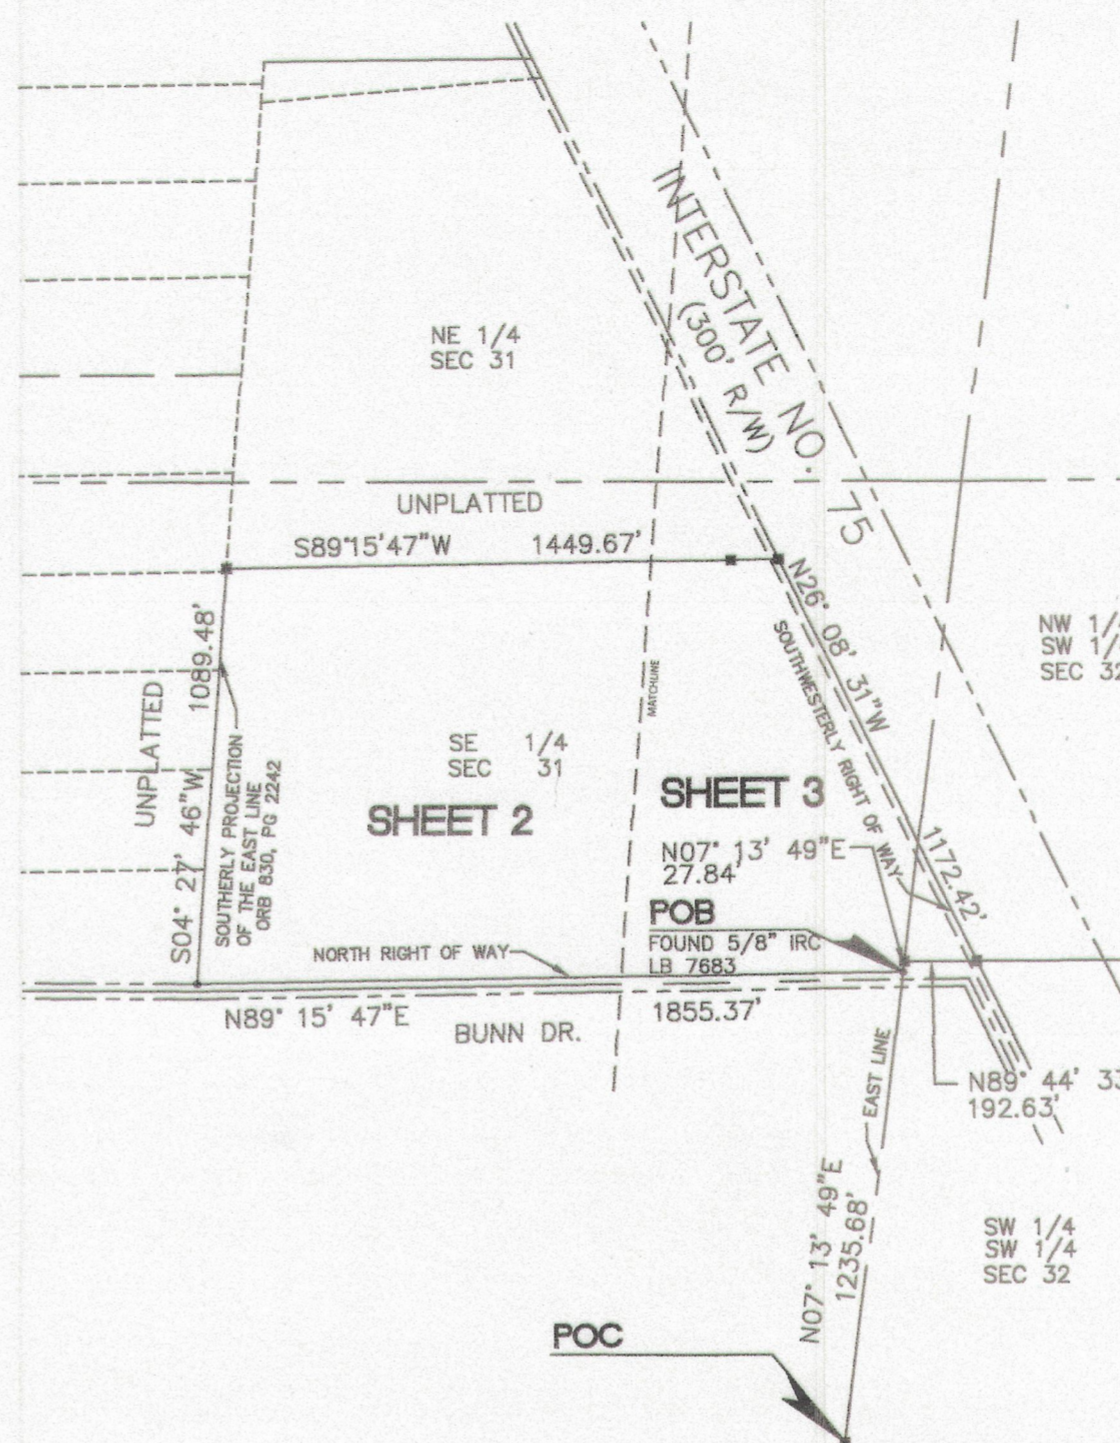 INTERSTATE NO. 75
(300' R/W)
NE 1/4
SEC 31
UNPLATTED
S89°15'47"W 1449.67'
N26° 08' 31"W
1172.42'
SOUTHWESTERLY RIGHT OF WAY
NW 1/
SW 1/
SEC 32
MATCHLINE
1089.48'
S04° 27' 46"W
UNPLATTED
SOUTHERLY PROJECTION
OF THE EAST LINE
ORB 830, PG 2242
SE 1/4
SEC 31
SHEET 2
SHEET 3
N07° 13' 49"E
27.84'
POB
FOUND 5/8" IRC
LB 7683
NORTH RIGHT OF WAY
N89° 15' 47"E
1855.37'
BUNN DR.
EAST LINE
N89° 44' 33
192.63'
N07° 13' 49"E
1235.68'
SW 1/4
SW 1/4
SEC 32
POC